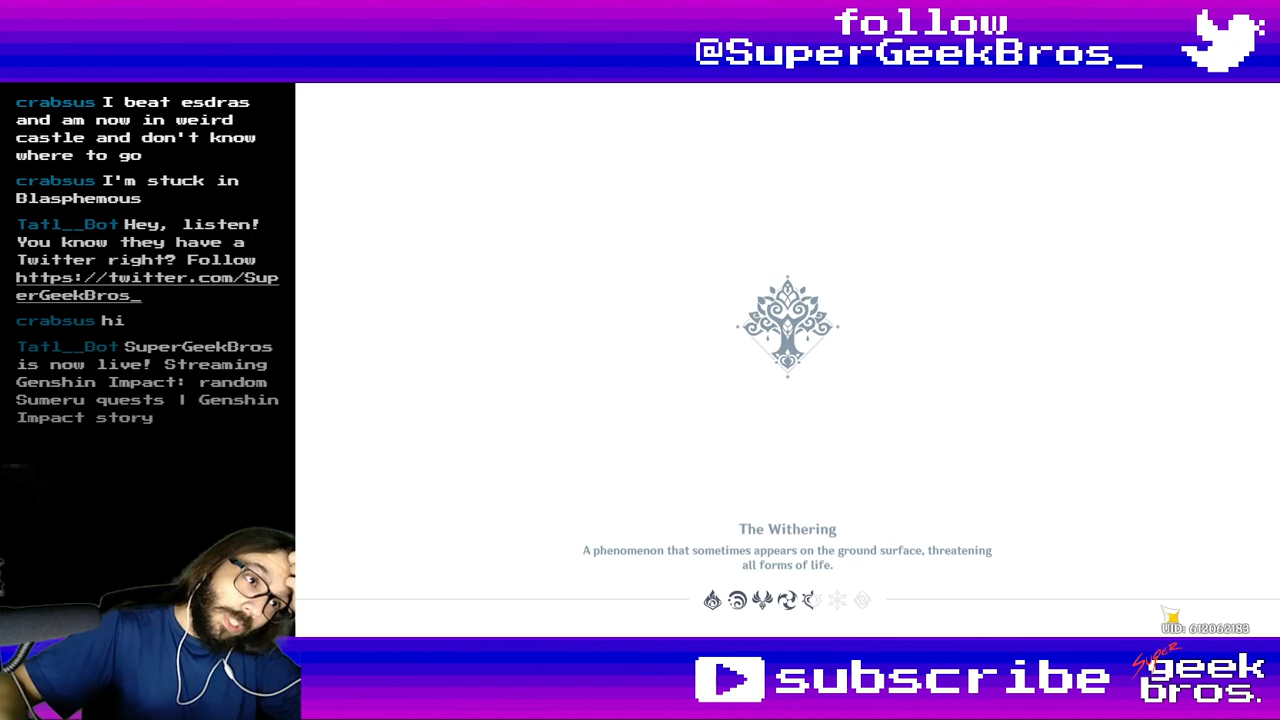 follow
@SuperGeekBros_
crabsus I beat esdras
and am now in weird
castle and don't know
where to go
crabsus I'm stuck in
Blasphemous
Tatl__Bot Hey, listen!
You know they have a
Twitter right? Follow
https://twitter.com/Sup
erGeekBros_
crabsus hi
Tatl__Bot SuperGeekBros
is now live! Streaming
Genshin Impact: random
Sumeru quests | Genshin
Impact story
The Withering
A phenomenon that sometimes appears on the ground surface, threatening
all forms of life.
UID: 612062183
subscribe
SUPER
geek
bros.